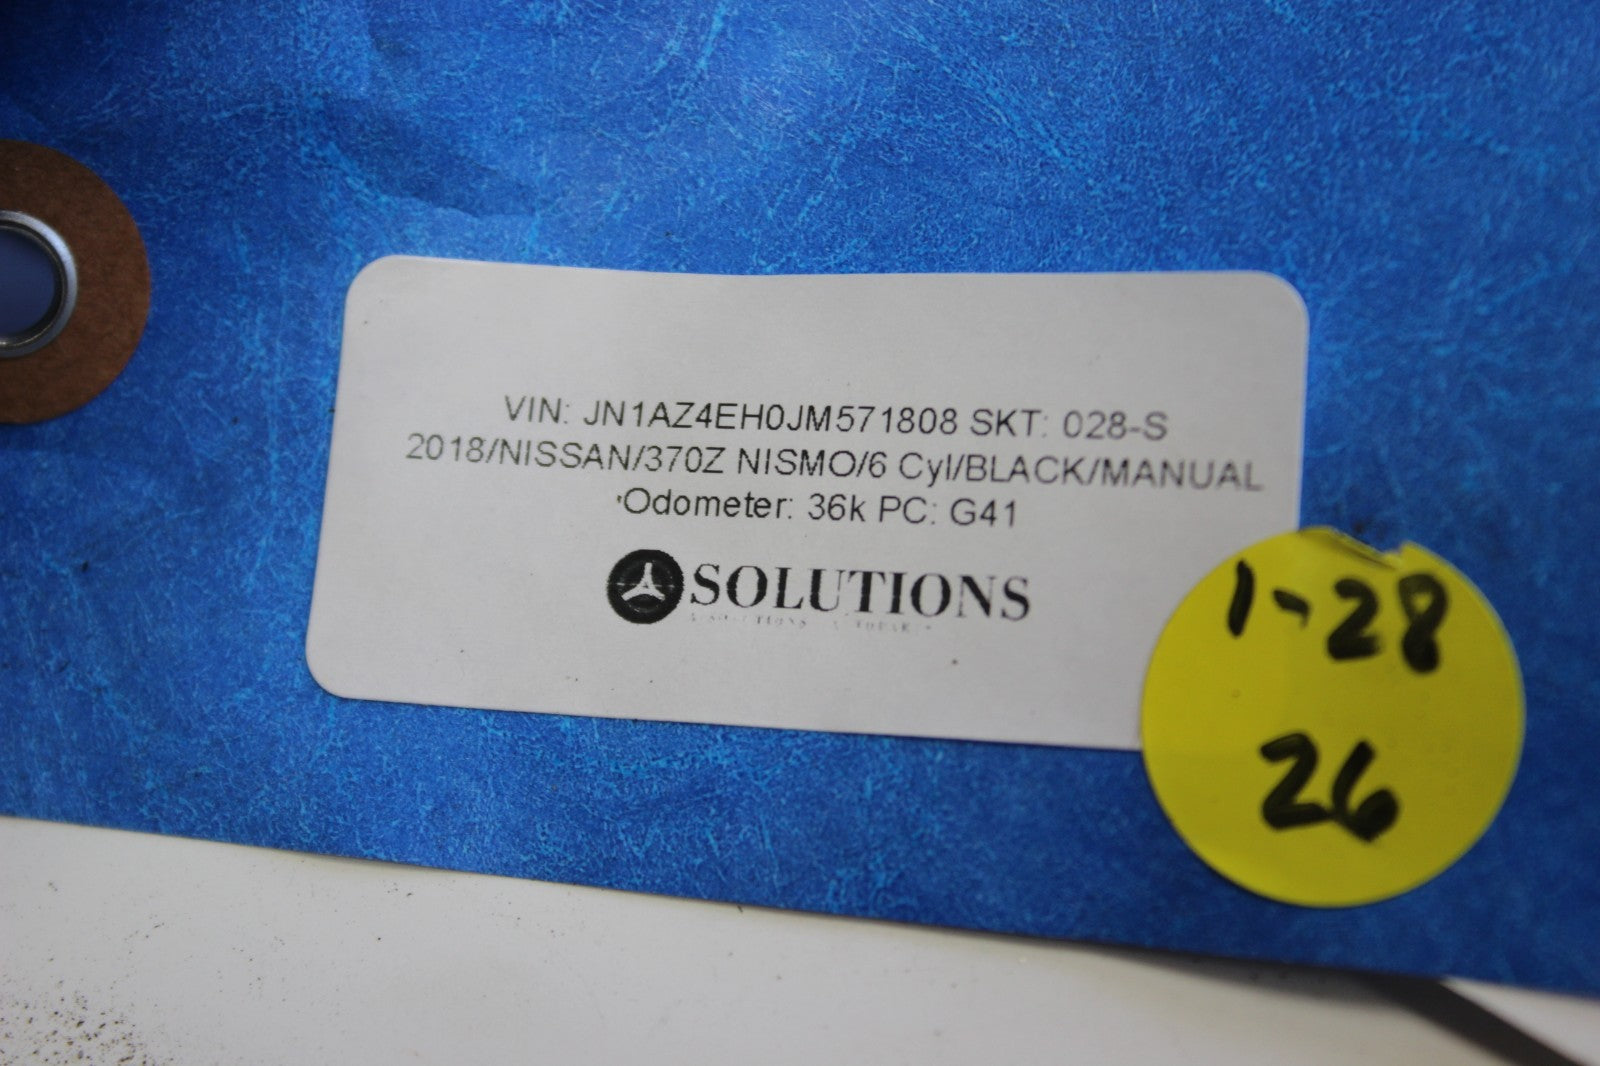 VIN: JN1AZ4EH0JM571808 SKT: 028-S
2018/NISSAN/370Z NISMO/6 Cyl/BLACK/MANUAL
Odometer: 36k PC: G41
SOLUTIONS
1-28
26